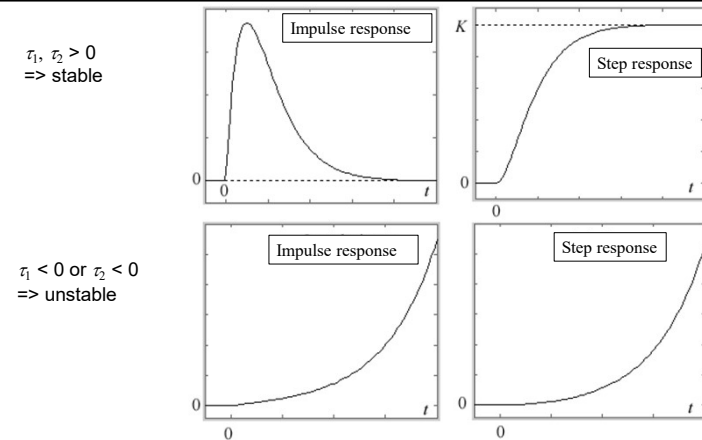 τ₁, τ₂ > 0
=> stable
Impulse response
0
0
t
K
Step response
0
0
t
τ₁ < 0 or τ₂ < 0
=> unstable
Impulse response
0
0
t
Step response
0
0
t